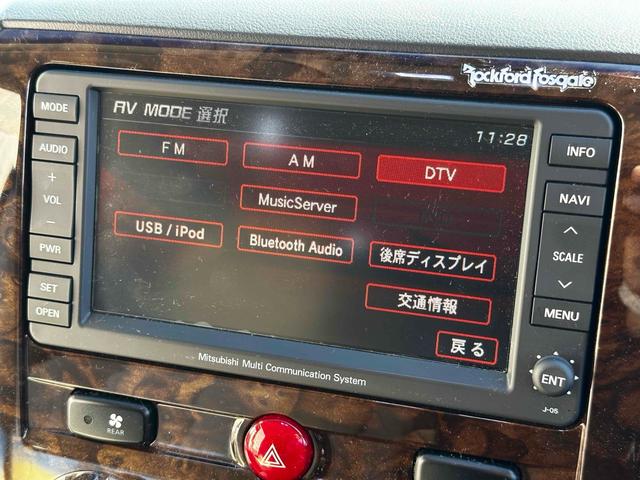 Rockford Fosgate
AV MODE 選択
11:28
FM
AM
DTV
MusicServer
USB / iPod
Bluetooth Audio
後席ディスプレイ
交通情報
戻る
MODE
AUDIO
+
VOL
−
PWR
SET
OPEN
INFO
NAVI
SCALE
MENU
ENT
J-05
Mitsubishi Multi Communication System
REAR